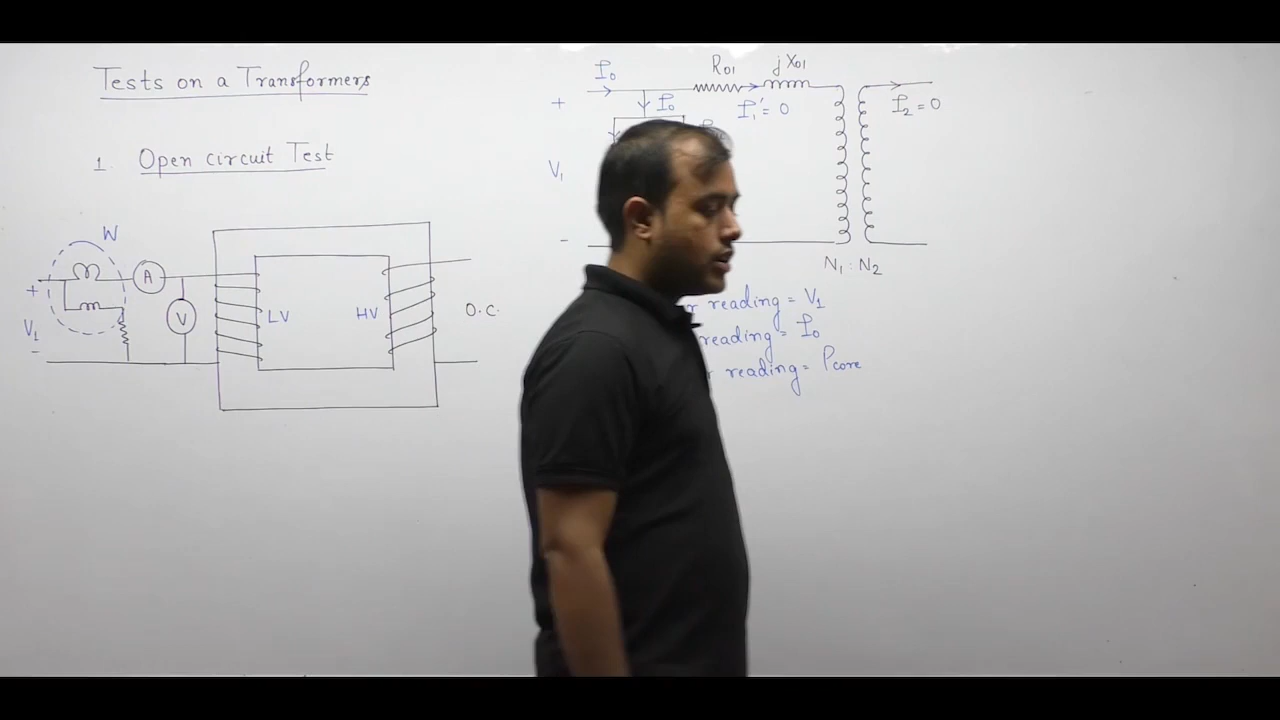 Tests on a Transformers
1. Open circuit Test
W
A
V
+
V₁
-
LV
HV
O.C.
I₀
R₀₁
jX₀₁
I₀
I₁' = 0
I₂ = 0
+
V₁
-
N₁ : N₂
reading = V₁
reading = I₀
reading = Pcore